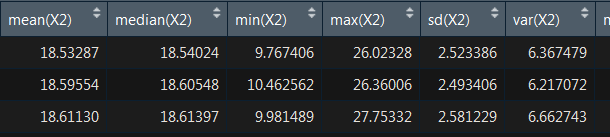 mean(X2) median(X2) min(X2) max(X2) sd(X2) var(X2)
18.53287 18.54024 9.767406 26.02328 2.523386 6.367479
18.59554 18.60548 10.462562 26.36006 2.493406 6.217072
18.61130 18.61397 9.981489 27.75332 2.581229 6.662743